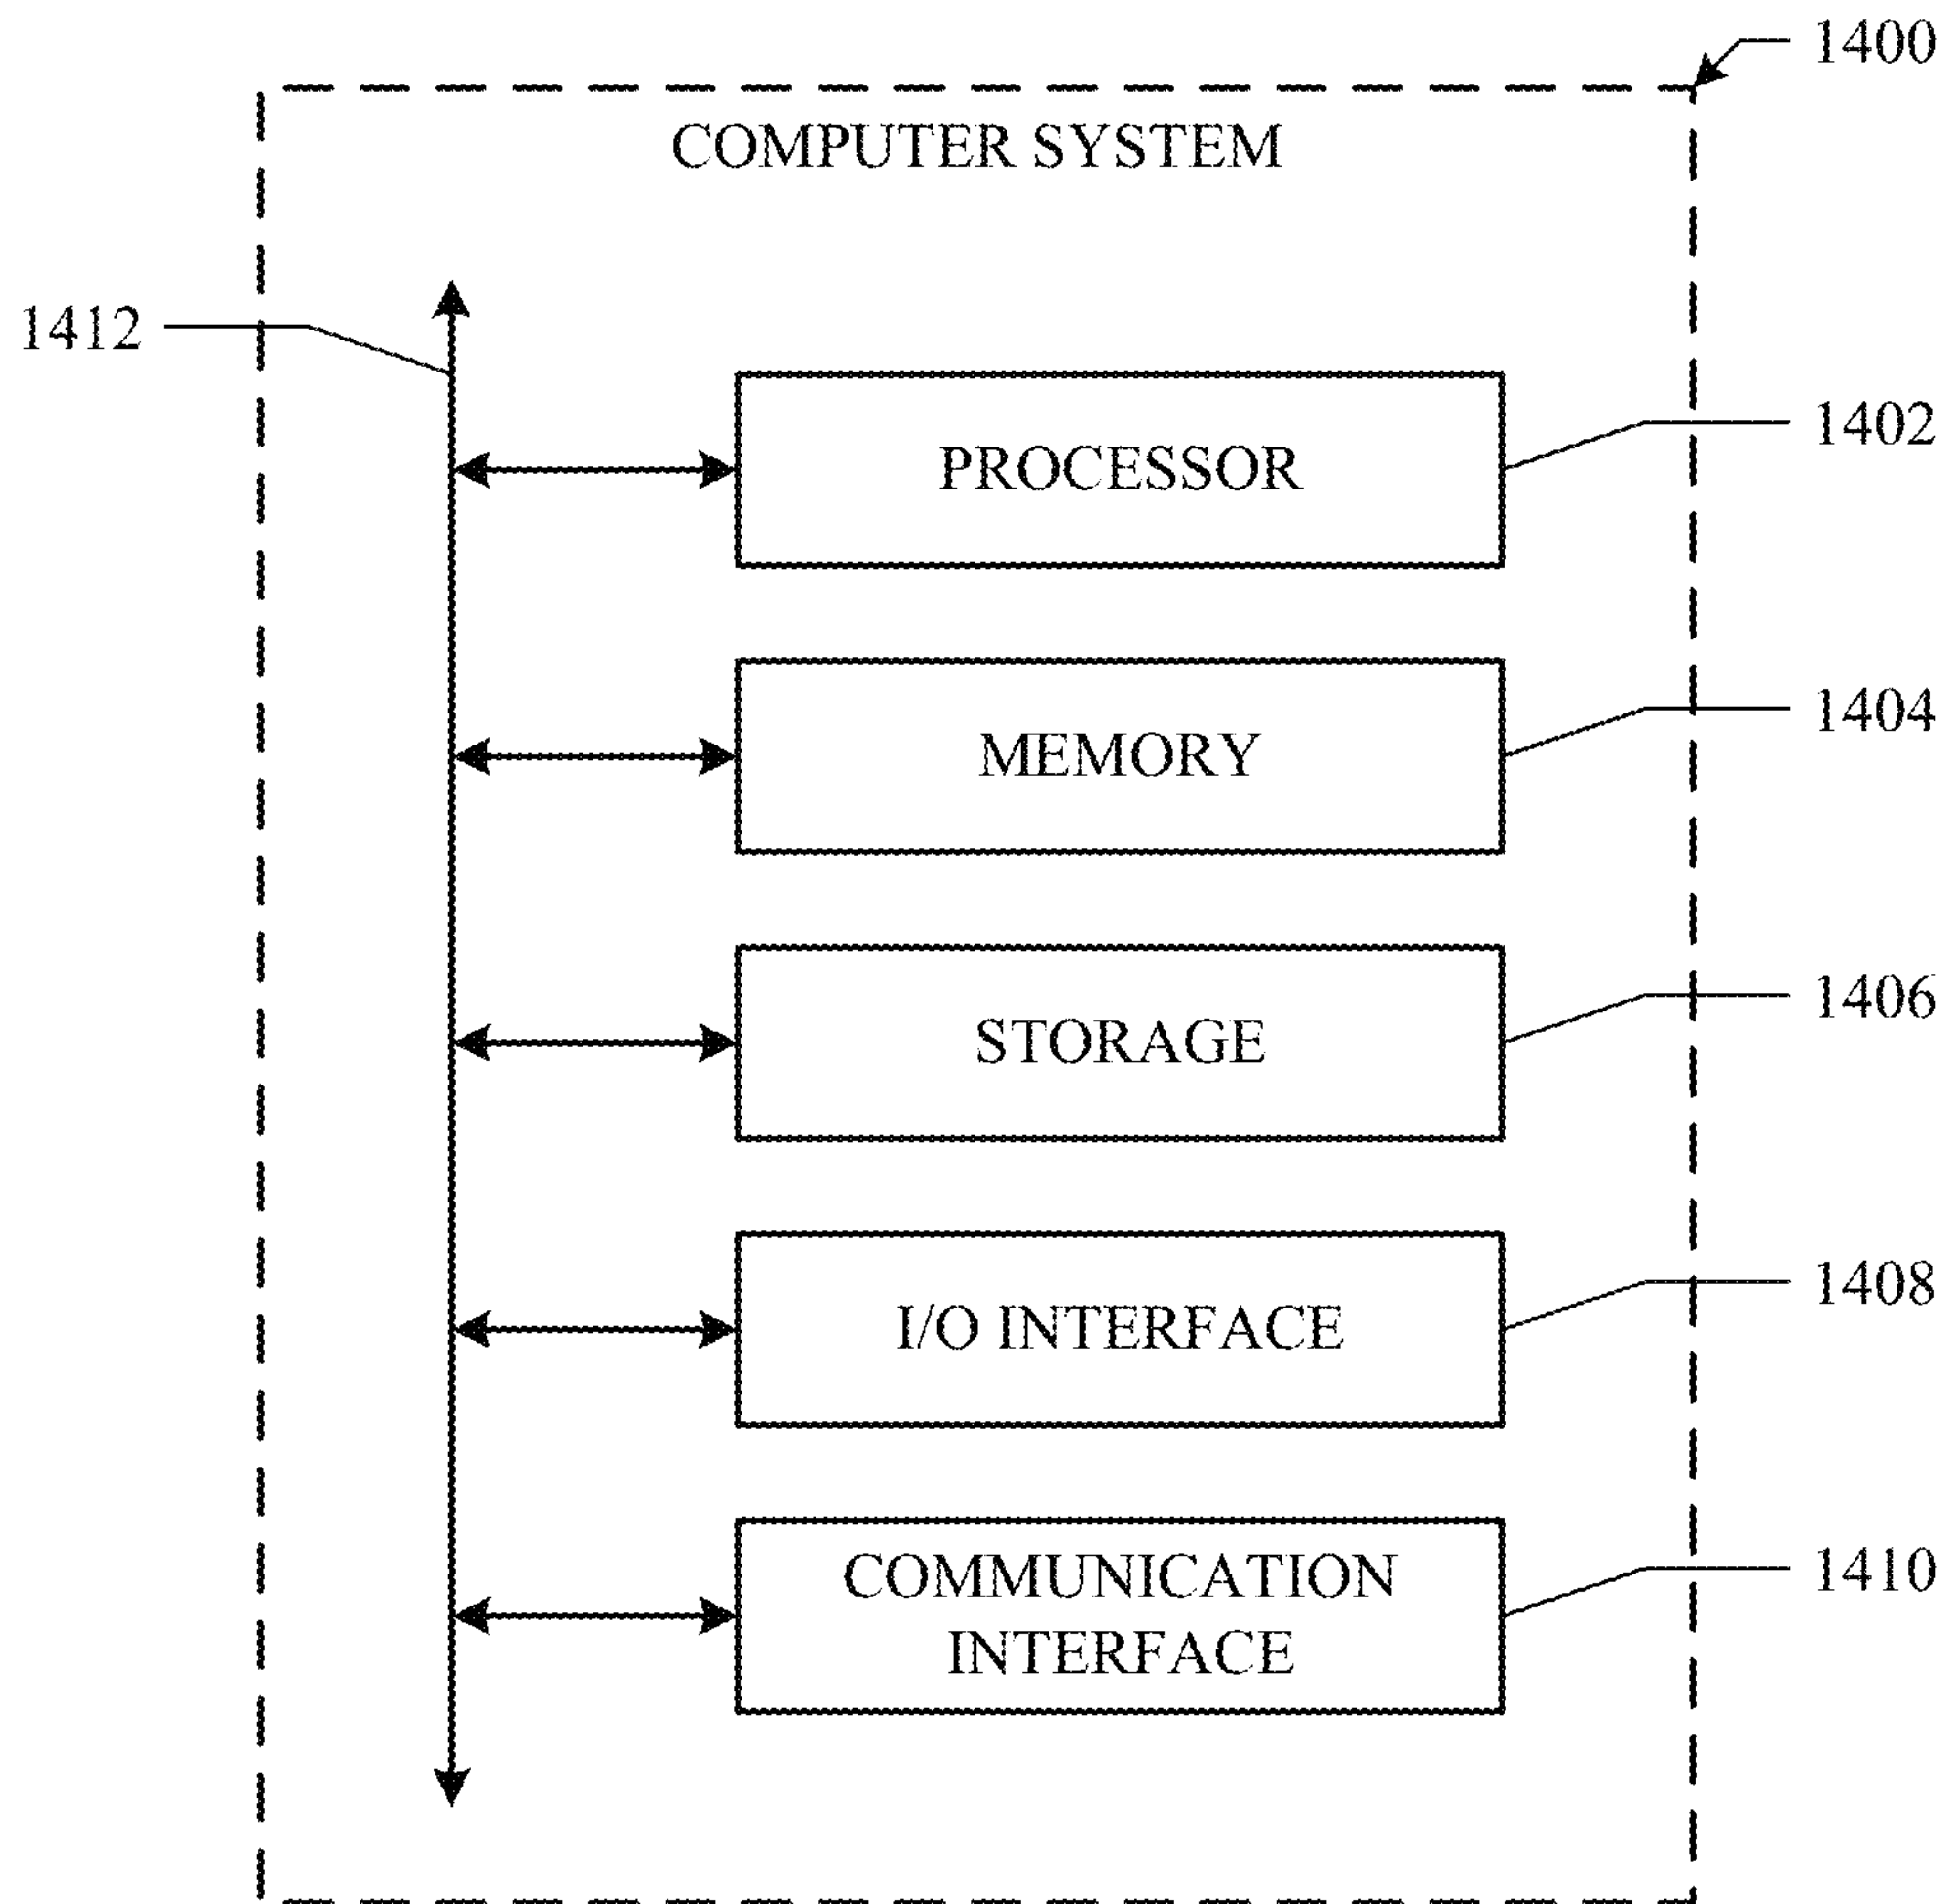 1400
COMPUTER SYSTEM
1412
1402
PROCESSOR
1404
MEMORY
1406
STORAGE
1408
I/O INTERFACE
1410
COMMUNICATION
INTERFACE